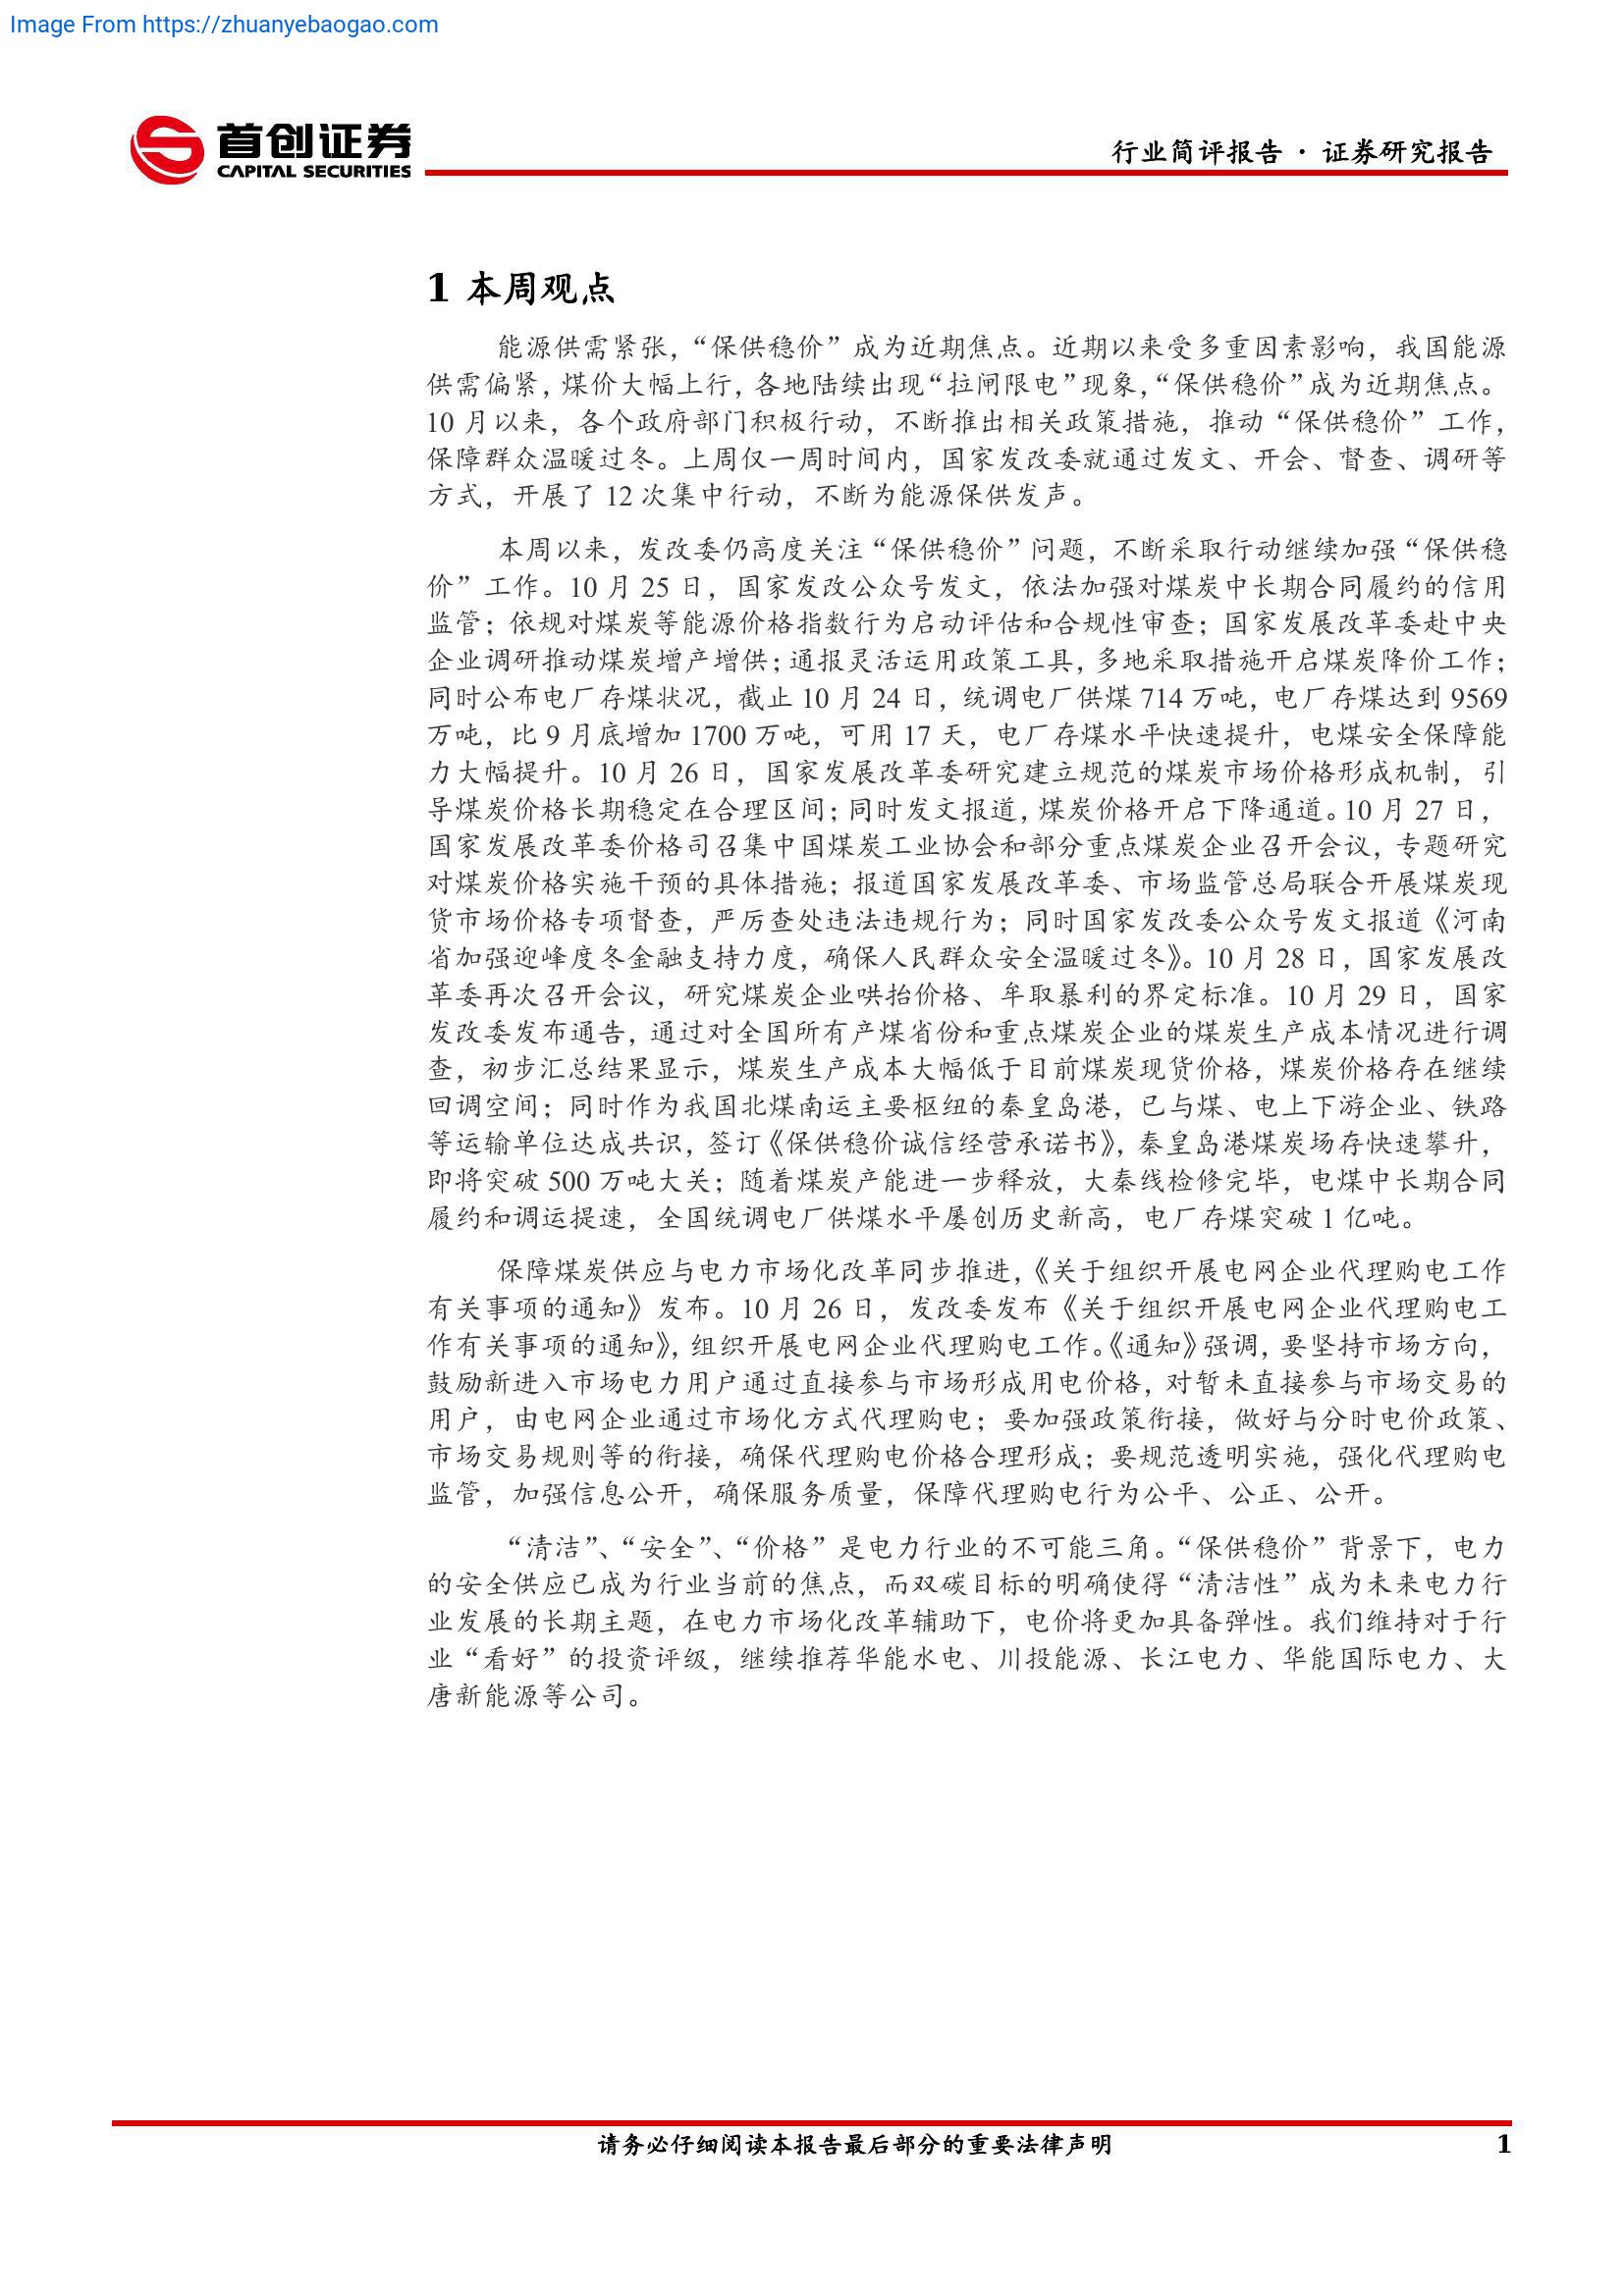 Image From https://zhuanyebaogao.com
首创证券
CAPITAL SECURITIES
行业简评报告 · 证券研究报告
1 本周观点
能源供需紧张，“保供稳价”成为近期焦点。近期以来受多重因素影响，我国能源
供需偏紧，煤价大幅上行，各地陆续出现“拉闸限电”现象，“保供稳价”成为近期焦点。
10 月以来，各个政府部门积极行动，不断推出相关政策措施，推动“保供稳价”工作，
保障群众温暖过冬。上周仅一周时间内，国家发改委就通过发文、开会、督查、调研等
方式，开展了 12 次集中行动，不断为能源保供发声。
本周以来，发改委仍高度关注“保供稳价”问题，不断采取行动继续加强“保供稳
价”工作。10 月 25 日，国家发改公众号发文，依法加强对煤炭中长期合同履约的信用
监管；依规对煤炭等能源价格指数行为启动评估和合规性审查；国家发展改革委赴中央
企业调研推动煤炭增产增供；通报灵活运用政策工具，多地采取措施开启煤炭降价工作；
同时公布电厂存煤状况，截止 10 月 24 日，统调电厂供煤 714 万吨，电厂存煤达到 9569
万吨，比 9 月底增加 1700 万吨，可用 17 天，电厂存煤水平快速提升，电煤安全保障能
力大幅提升。10 月 26 日，国家发展改革委研究建立规范的煤炭市场价格形成机制，引
导煤炭价格长期稳定在合理区间；同时发文报道，煤炭价格开启下降通道。10 月 27 日，
国家发展改革委价格司召集中国煤炭工业协会和部分重点煤炭企业召开会议，专题研究
对煤炭价格实施干预的具体措施；报道国家发展改革委、市场监管总局联合开展煤炭现
货市场价格专项督查，严厉查处违法违规行为；同时国家发改委公众号发文报道《河南
省加强迎峰度冬金融支持力度，确保人民群众安全温暖过冬》。10 月 28 日，国家发展改
革委再次召开会议，研究煤炭企业哄抬价格、牟取暴利的界定标准。10 月 29 日，国家
发改委发布通告，通过对全国所有产煤省份和重点煤炭企业的煤炭生产成本情况进行调
查，初步汇总结果显示，煤炭生产成本大幅低于目前煤炭现货价格，煤炭价格存在继续
回调空间；同时作为我国北煤南运主要枢纽的秦皇岛港，已与煤、电上下游企业、铁路
等运输单位达成共识，签订《保供稳价诚信经营承诺书》，秦皇岛港煤炭场存快速攀升，
即将突破 500 万吨大关；随着煤炭产能进一步释放，大秦线检修完毕，电煤中长期合同
履约和调运提速，全国统调电厂供煤水平屡创历史新高，电厂存煤突破 1 亿吨。
保障煤炭供应与电力市场化改革同步推进，《关于组织开展电网企业代理购电工作
有关事项的通知》发布。10 月 26 日，发改委发布《关于组织开展电网企业代理购电工
作有关事项的通知》，组织开展电网企业代理购电工作。《通知》强调，要坚持市场方向，
鼓励新进入市场电力用户通过直接参与市场形成用电价格，对暂未直接参与市场交易的
用户，由电网企业通过市场化方式代理购电；要加强政策衔接，做好与分时电价政策、
市场交易规则等的衔接，确保代理购电价格合理形成；要规范透明实施，强化代理购电
监管，加强信息公开，确保服务质量，保障代理购电行为公平、公正、公开。
“清洁”、“安全”、“价格”是电力行业的不可能三角。“保供稳价”背景下，电力
的安全供应已成为行业当前的焦点，而双碳目标的明确使得“清洁性”成为未来电力行
业发展的长期主题，在电力市场化改革辅助下，电价将更加具备弹性。我们维持对于行
业“看好”的投资评级，继续推荐华能水电、川投能源、长江电力、华能国际电力、大
唐新能源等公司。
请务必仔细阅读本报告最后部分的重要法律声明
1